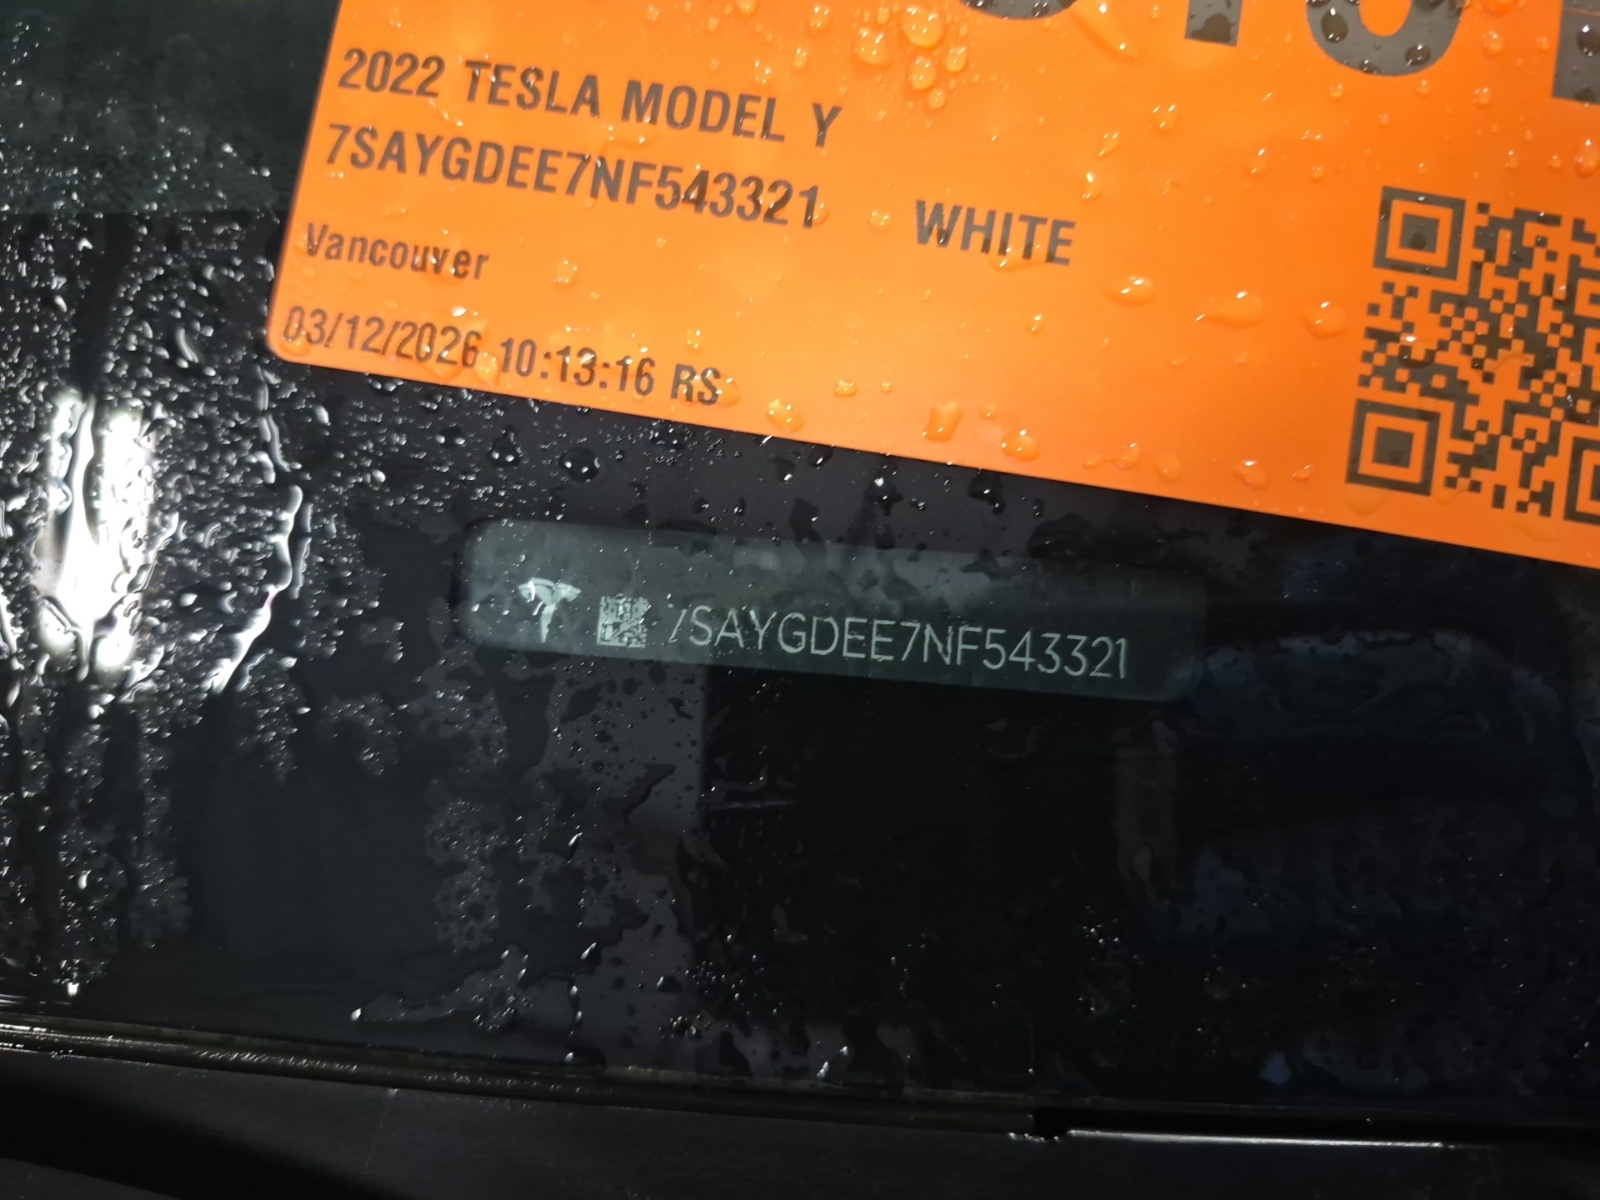 2022 TESLA MODEL Y
7SAYGDEE7NF543321 WHITE
Vancouver
03/12/2026 10:13:16 RS
7SAYGDEE7NF543321